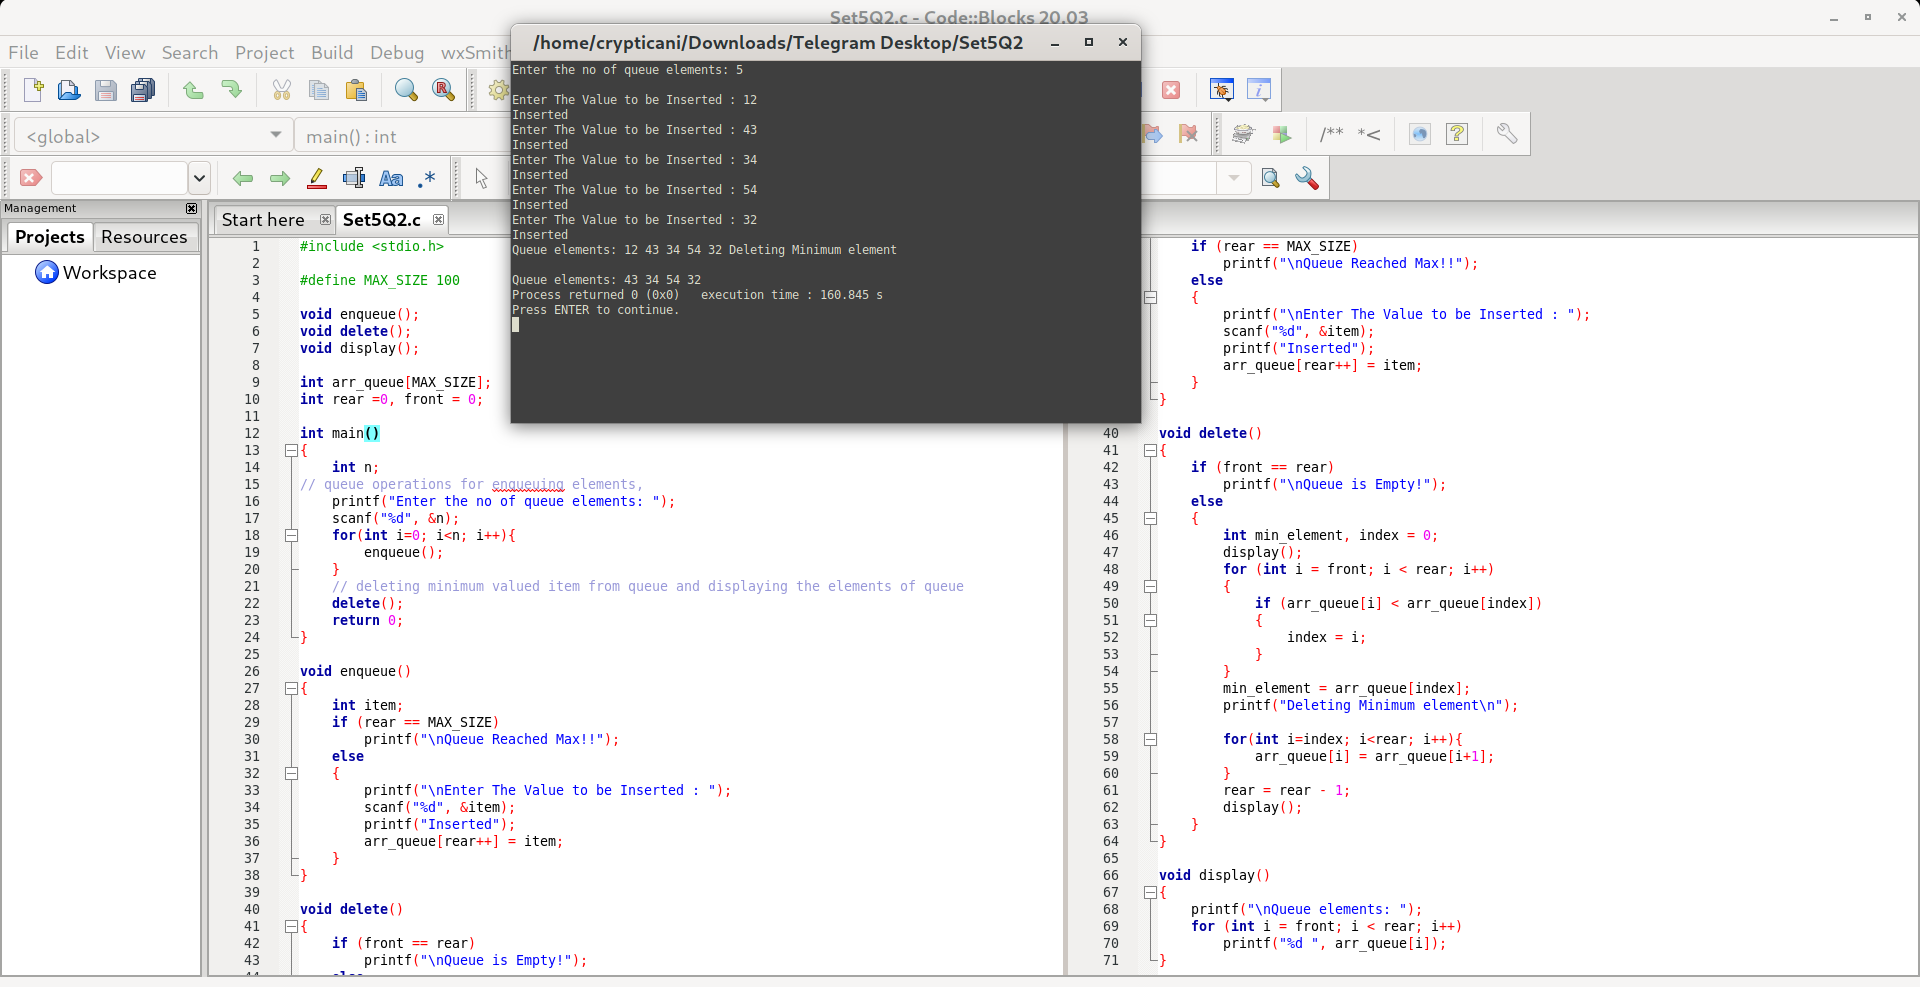 Set5Q2.c - Code::Blocks 20.03
File Edit View Search Project Build Debug wxSmith
<global>
main() : int
/** *<
Aa .*
Management
Projects Resources
Workspace
Start here Set5Q2.c
/home/crypticani/Downloads/Telegram Desktop/Set5Q2
Enter the no of queue elements: 5
Enter The Value to be Inserted : 12
Inserted
Enter The Value to be Inserted : 43
Inserted
Enter The Value to be Inserted : 34
Inserted
Enter The Value to be Inserted : 54
Inserted
Enter The Value to be Inserted : 32
Inserted
Queue elements: 12 43 34 54 32 Deleting Minimum element
Queue elements: 43 34 54 32
Process returned 0 (0x0)   execution time : 160.845 s
Press ENTER to continue.
1 #include <stdio.h>
2
3 #define MAX_SIZE 100
4
5 void enqueue();
6 void delete();
7 void display();
8
9 int arr_queue[MAX_SIZE];
10 int rear =0, front = 0;
11
12 int main()
13 {
14     int n;
15 // queue operations for enqueuing elements,
16     printf("Enter the no of queue elements: ");
17     scanf("%d", &n);
18     for(int i=0; i<n; i++){
19         enqueue();
20     }
21     // deleting minimum valued item from queue and displaying the elements of queue
22     delete();
23     return 0;
24 }
25
26 void enqueue()
27 {
28     int item;
29     if (rear == MAX_SIZE)
30         printf("\nQueue Reached Max!!");
31     else
32     {
33         printf("\nEnter The Value to be Inserted : ");
34         scanf("%d", &item);
35         printf("Inserted");
36         arr_queue[rear++] = item;
37     }
38 }
39
40 void delete()
41 {
42     if (front == rear)
43         printf("\nQueue is Empty!");
44     else
    if (rear == MAX_SIZE)
        printf("\nQueue Reached Max!!");
    else
    {
        printf("\nEnter The Value to be Inserted : ");
        scanf("%d", &item);
        printf("Inserted");
        arr_queue[rear++] = item;
    }
}
40 void delete()
41 {
42     if (front == rear)
43         printf("\nQueue is Empty!");
44     else
45     {
46         int min_element, index = 0;
47         display();
48         for (int i = front; i < rear; i++)
49         {
50             if (arr_queue[i] < arr_queue[index])
51             {
52                 index = i;
53             }
54         }
55         min_element = arr_queue[index];
56         printf("Deleting Minimum element\n");
57
58         for(int i=index; i<rear; i++){
59             arr_queue[i] = arr_queue[i+1];
60         }
61         rear = rear - 1;
62         display();
63     }
64 }
65
66 void display()
67 {
68     printf("\nQueue elements: ");
69     for (int i = front; i < rear; i++)
70         printf("%d ", arr_queue[i]);
71 }